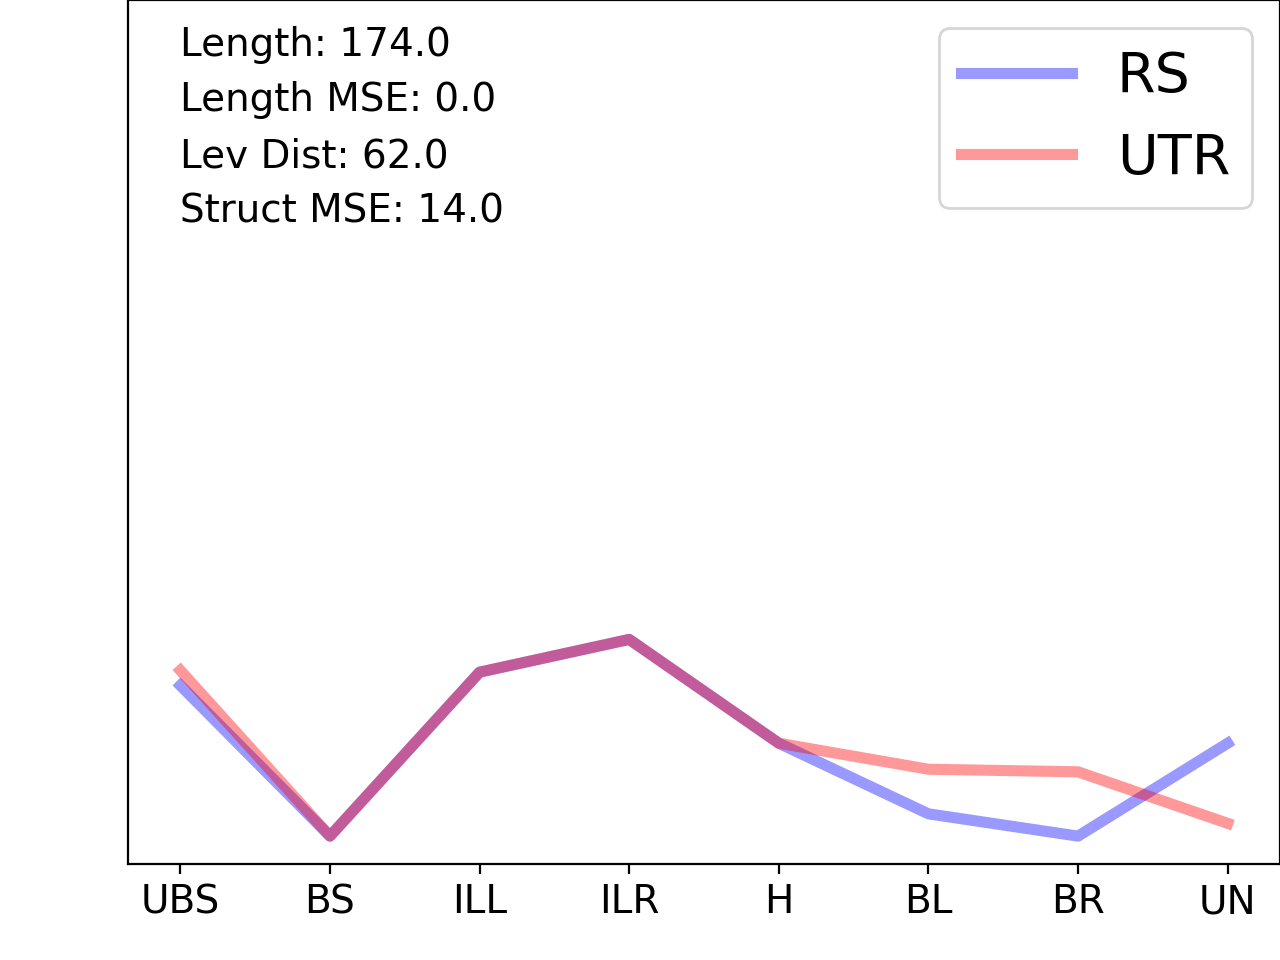 Length: 174.0
Length MSE: 0.0
Lev Dist: 62.0
Struct MSE: 14.0
RS
UTR
UBS BS ILL ILR H BL BR UN